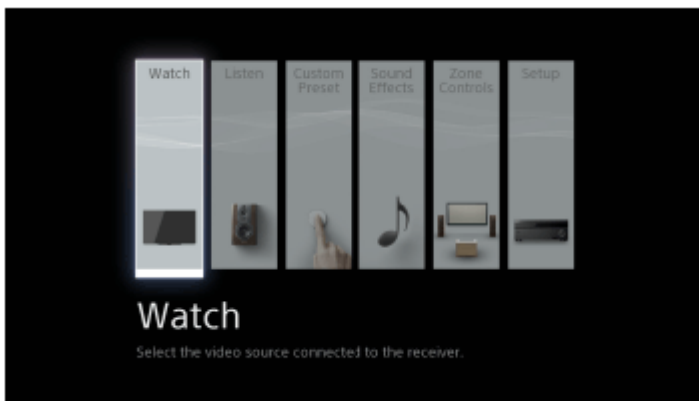 Watch
Listen
Custom
Preset
Sound
Effects
Zone
Controls
Setup
Watch
Select the video source connected to the receiver.